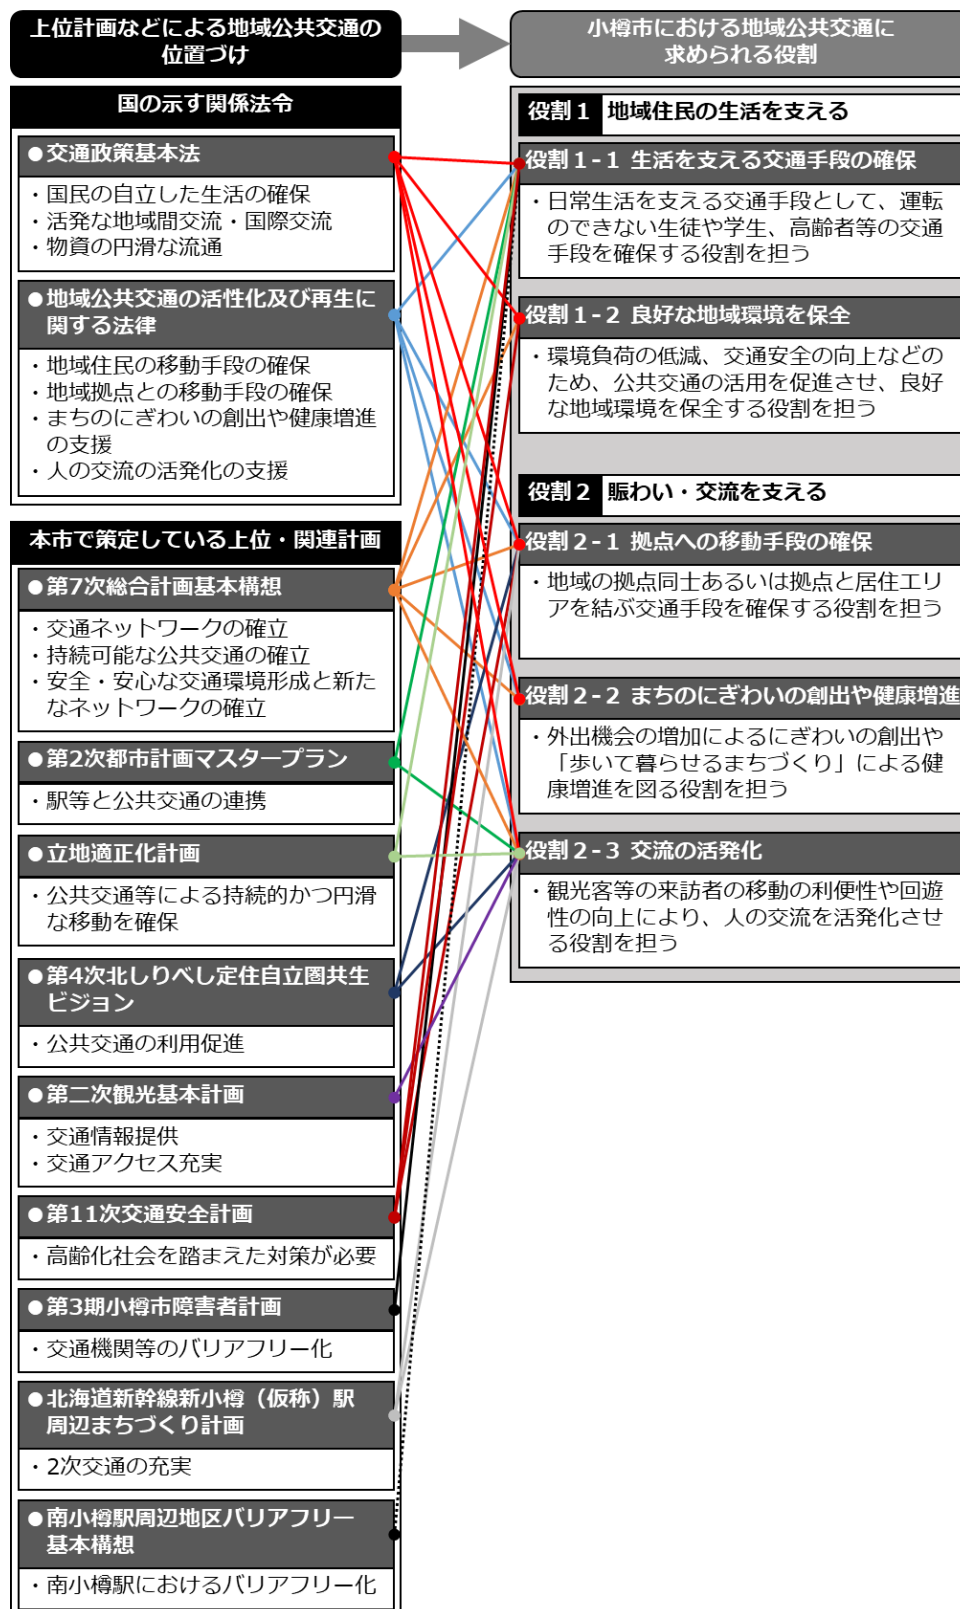 上位計画などによる地域公共交通の
位置づけ
国の示す関係法令
●交通政策基本法
・国民の自立した生活の確保
・活発な地域間交流・国際交流
・物資の円滑な流通
●地域公共交通の活性化及び再生に
関する法律
・地域住民の移動手段の確保
・地域拠点との移動手段の確保
・まちのにぎわいの創出や健康増進
の支援
・人の交流の活発化の支援
本市で策定している上位・関連計画
●第7次総合計画基本構想
・交通ネットワークの確立
・持続可能な公共交通の確立
・安全・安心な交通環境形成と新た
なネットワークの確立
●第2次都市計画マスタープラン
・駅等と公共交通の連携
●立地適正化計画
・公共交通等による持続的かつ円滑
な移動を確保
●第4次北しりべし定住自立圏共生
ビジョン
・公共交通の利用促進
●第二次観光基本計画
・交通情報提供
・交通アクセス充実
●第11次交通安全計画
・高齢化社会を踏まえた対策が必要
●第3期小樽市障害者計画
・交通機関等のバリアフリー化
●北海道新幹線新小樽（仮称）駅
周辺まちづくり計画
・2次交通の充実
●南小樽駅周辺地区バリアフリー
基本構想
・南小樽駅におけるバリアフリー化
小樽市における地域公共交通に
求められる役割
役割1 地域住民の生活を支える
役割1-1 生活を支える交通手段の確保
・日常生活を支える交通手段として、運転
のできない生徒や学生、高齢者等の交通
手段を確保する役割を担う
役割1-2 良好な地域環境を保全
・環境負荷の低減、交通安全の向上などの
ため、公共交通の活用を促進させ、良好
な地域環境を保全する役割を担う
役割2 賑わい・交流を支える
役割2-1 拠点への移動手段の確保
・地域の拠点同士あるいは拠点と居住エリ
アを結ぶ交通手段を確保する役割を担う
役割2-2 まちのにぎわいの創出や健康増進
・外出機会の増加によるにぎわいの創出や
「歩いて暮らせるまちづくり」による健
康増進を図る役割を担う
役割2-3 交流の活発化
・観光客等の来訪者の移動の利便性や回遊
性の向上により、人の交流を活発化させ
る役割を担う